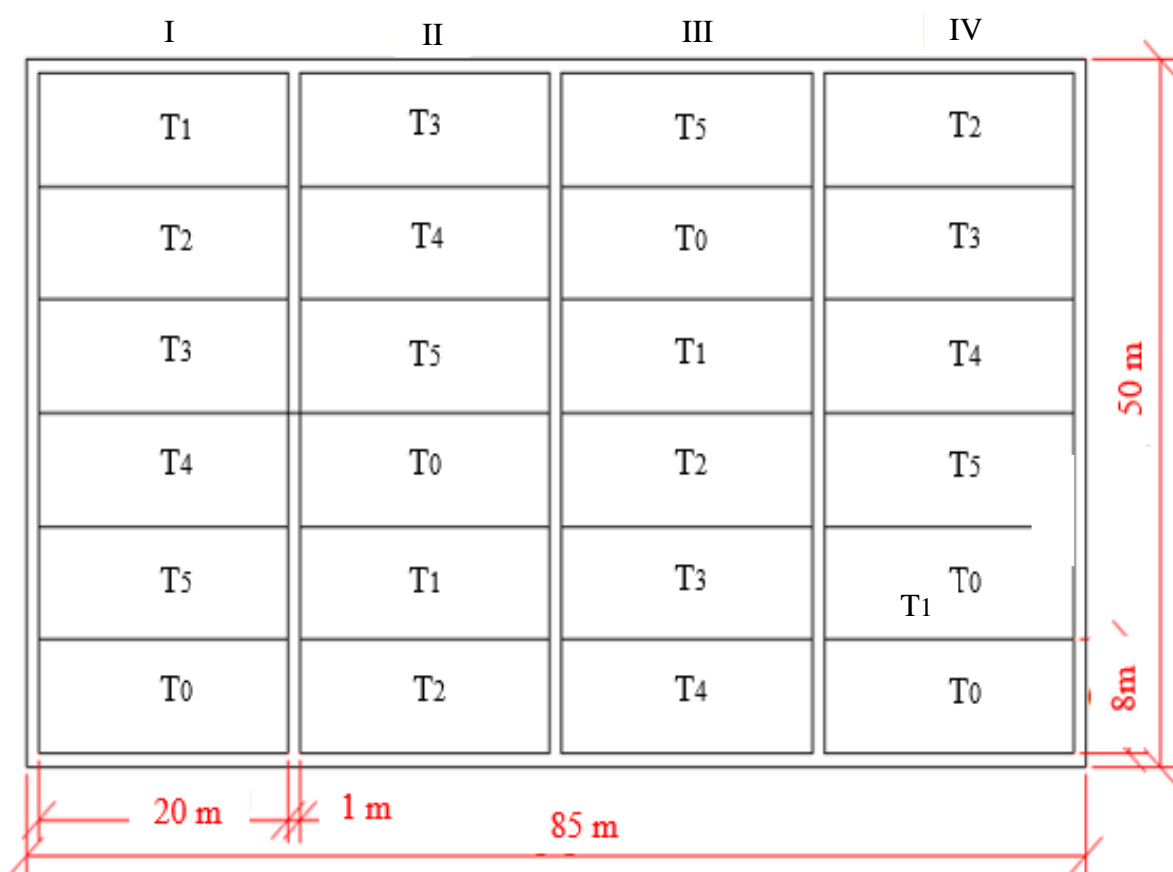 I II III IV
T1 T3 T5 T2
T2 T4 T0 T3
T3 T5 T1 T4
T4 T0 T2 T5
T5 T1 T3 T0
T1
T0 T2 T4 T0
50 m
8m
20 m 1 m 85 m